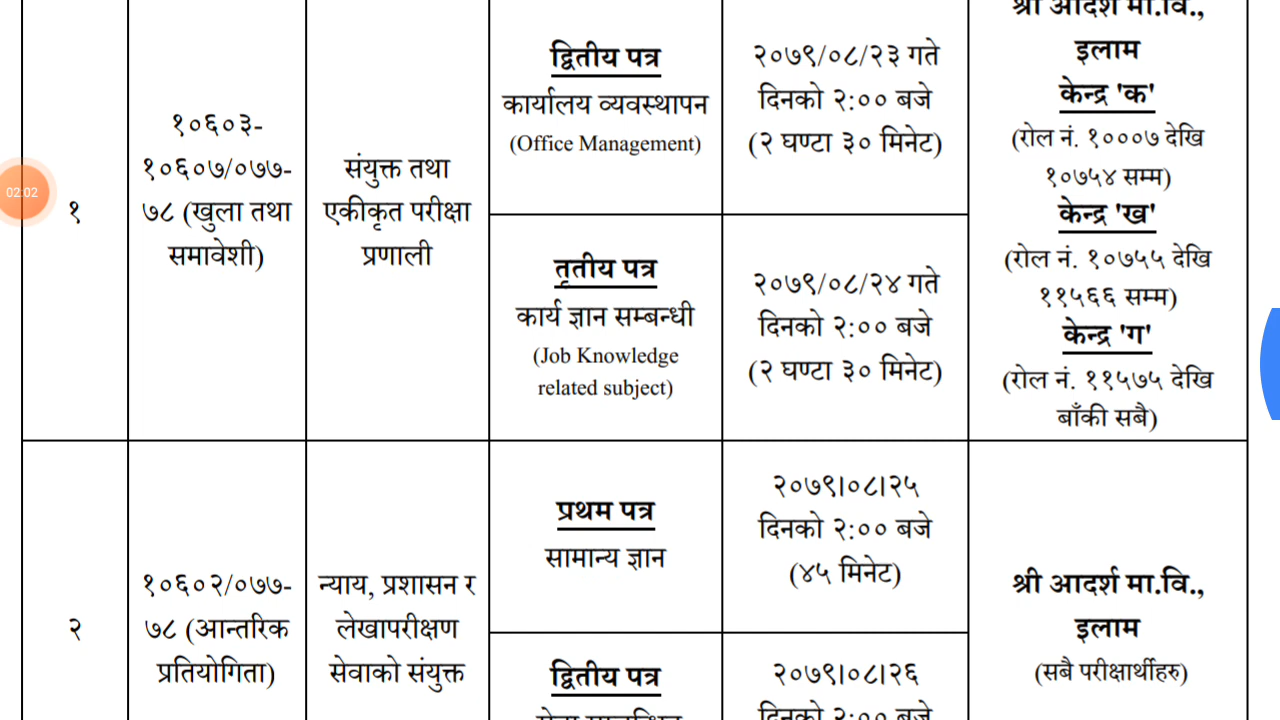 १
१०६०३-
१०६०७/०७७-
७८ (खुला तथा
समावेशी)
संयुक्त तथा
एकीकृत परीक्षा
प्रणाली
द्वितीय पत्र
कार्यालय व्यवस्थापन
(Office Management)
२०७९/०८/२३ गते
दिनको २:०० बजे
(२ घण्टा ३० मिनेट)
तृतीय पत्र
कार्य ज्ञान सम्बन्धी
(Job Knowledge
related subject)
२०७९/०८/२४ गते
दिनको २:०० बजे
(२ घण्टा ३० मिनेट)
श्री आदर्श मा.वि.,
इलाम
केन्द्र 'क'
(रोल नं. १०००७ देखि
१०७५४ सम्म)
केन्द्र 'ख'
(रोल नं. १०७५५ देखि
११५६६ सम्म)
केन्द्र 'ग'
(रोल नं. ११५७५ देखि
बाँकी सबै)
02:02
२
१०६०२/०७७-
७८ (आन्तरिक
प्रतियोगिता)
न्याय, प्रशासन र
लेखापरीक्षण
सेवाको संयुक्त
प्रथम पत्र
सामान्य ज्ञान
२०७९।०८।२५
दिनको २:०० बजे
(४५ मिनेट)
द्वितीय पत्र
२०७९।०८।२६
दिनको २:०० बजे
श्री आदर्श मा.वि.,
इलाम
(सबै परीक्षार्थीहरु)